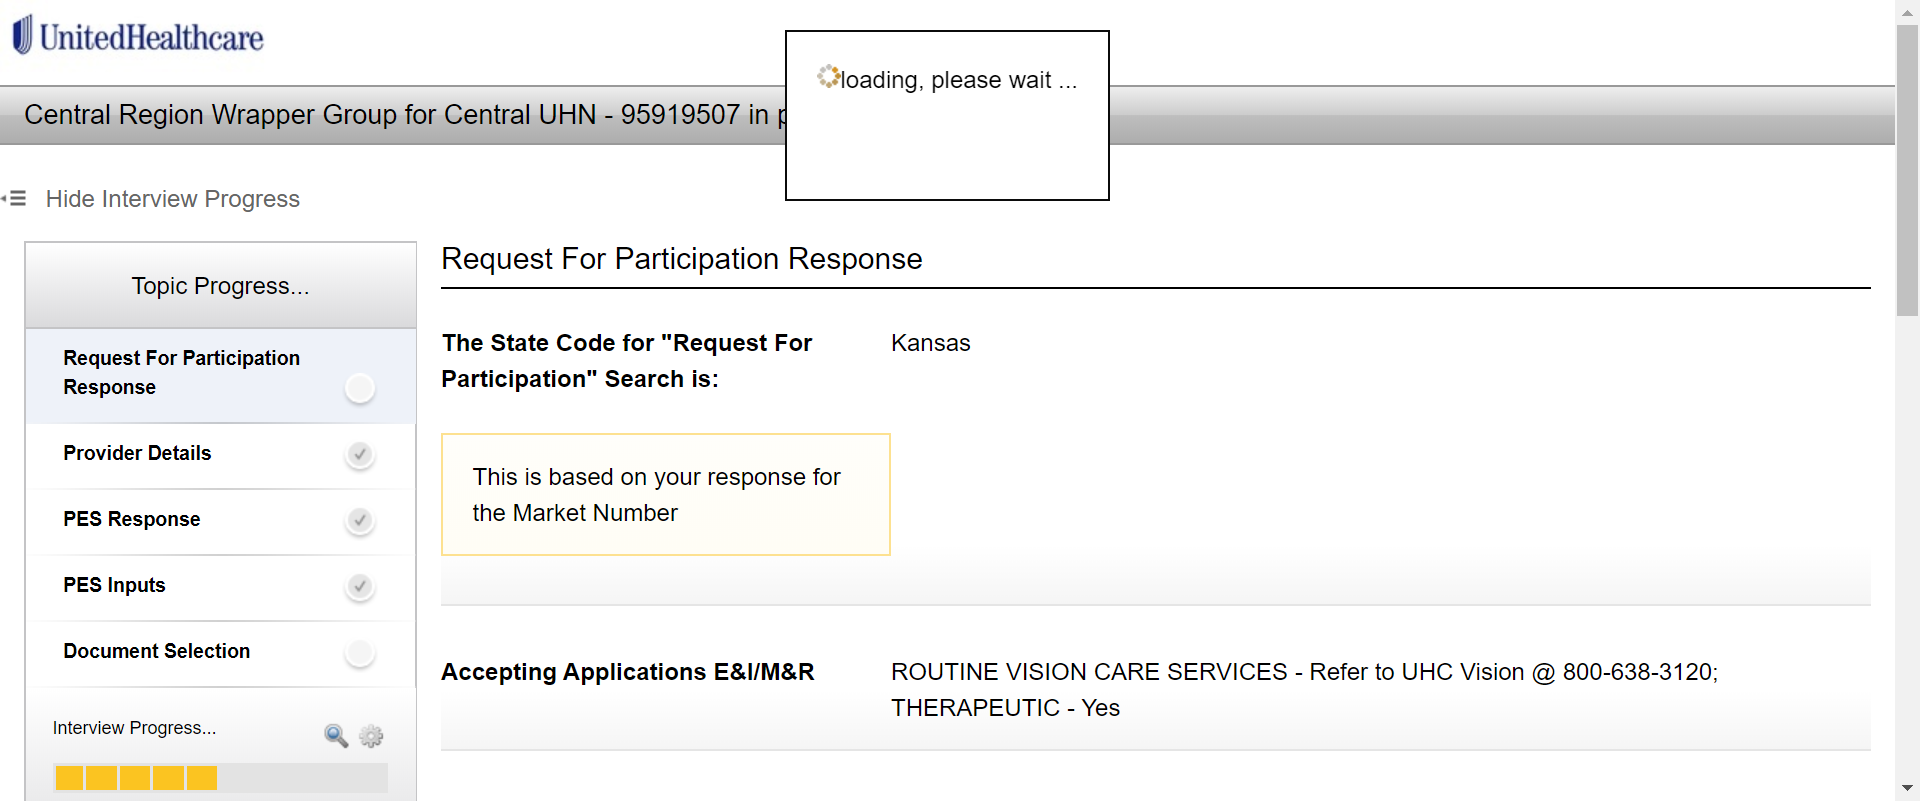 UnitedHealthcare
loading, please wait ...
Central Region Wrapper Group for Central UHN - 95919507 in
Hide Interview Progress
Topic Progress...
Request For Participation
Response
Provider Details
PES Response
PES Inputs
Document Selection
Interview Progress...
Request For Participation Response
The State Code for "Request For
Participation" Search is:
Kansas
This is based on your response for
the Market Number
Accepting Applications E&I/M&R
ROUTINE VISION CARE SERVICES - Refer to UHC Vision @ 800-638-3120;
THERAPEUTIC - Yes